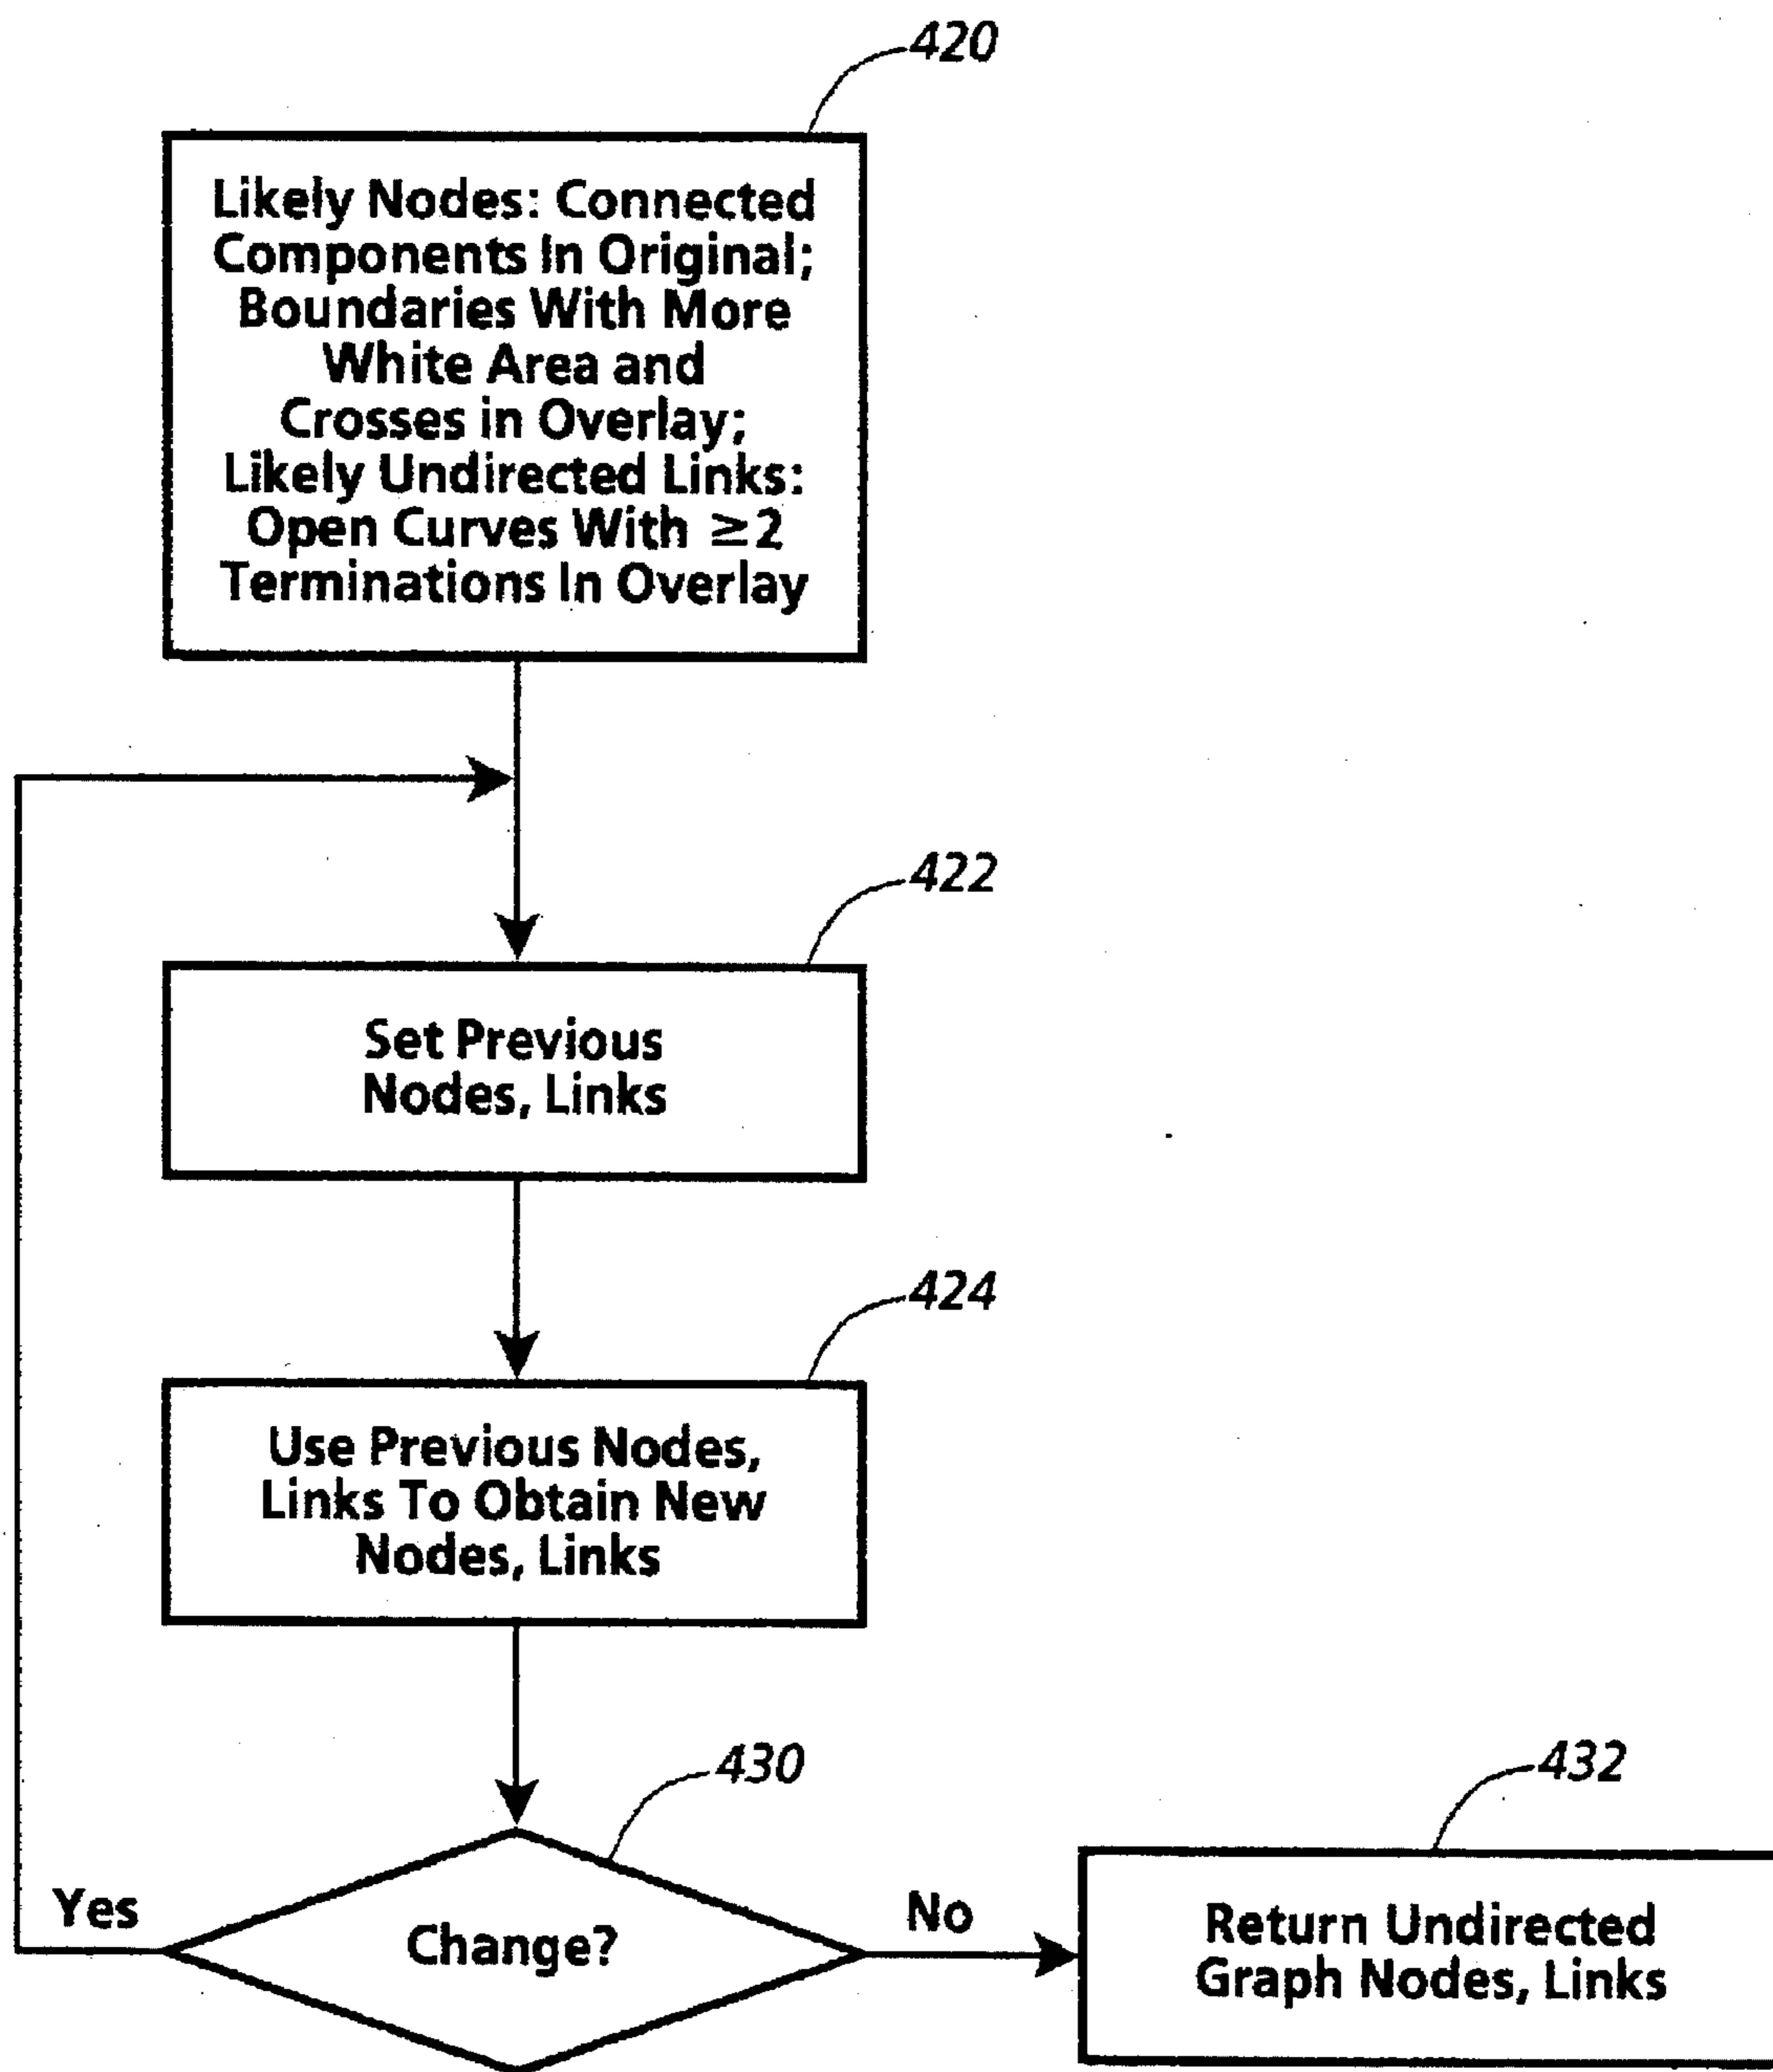 420
Likely Nodes: Connected
Components In Original;
Boundaries With More
White Area and
Crosses in Overlay;
Likely Undirected Links:
Open Curves With ≥2
Terminations In Overlay
422
Set Previous
Nodes, Links
424
Use Previous Nodes,
Links To Obtain New
Nodes, Links
430
Yes
Change?
No
432
Return Undirected
Graph Nodes, Links